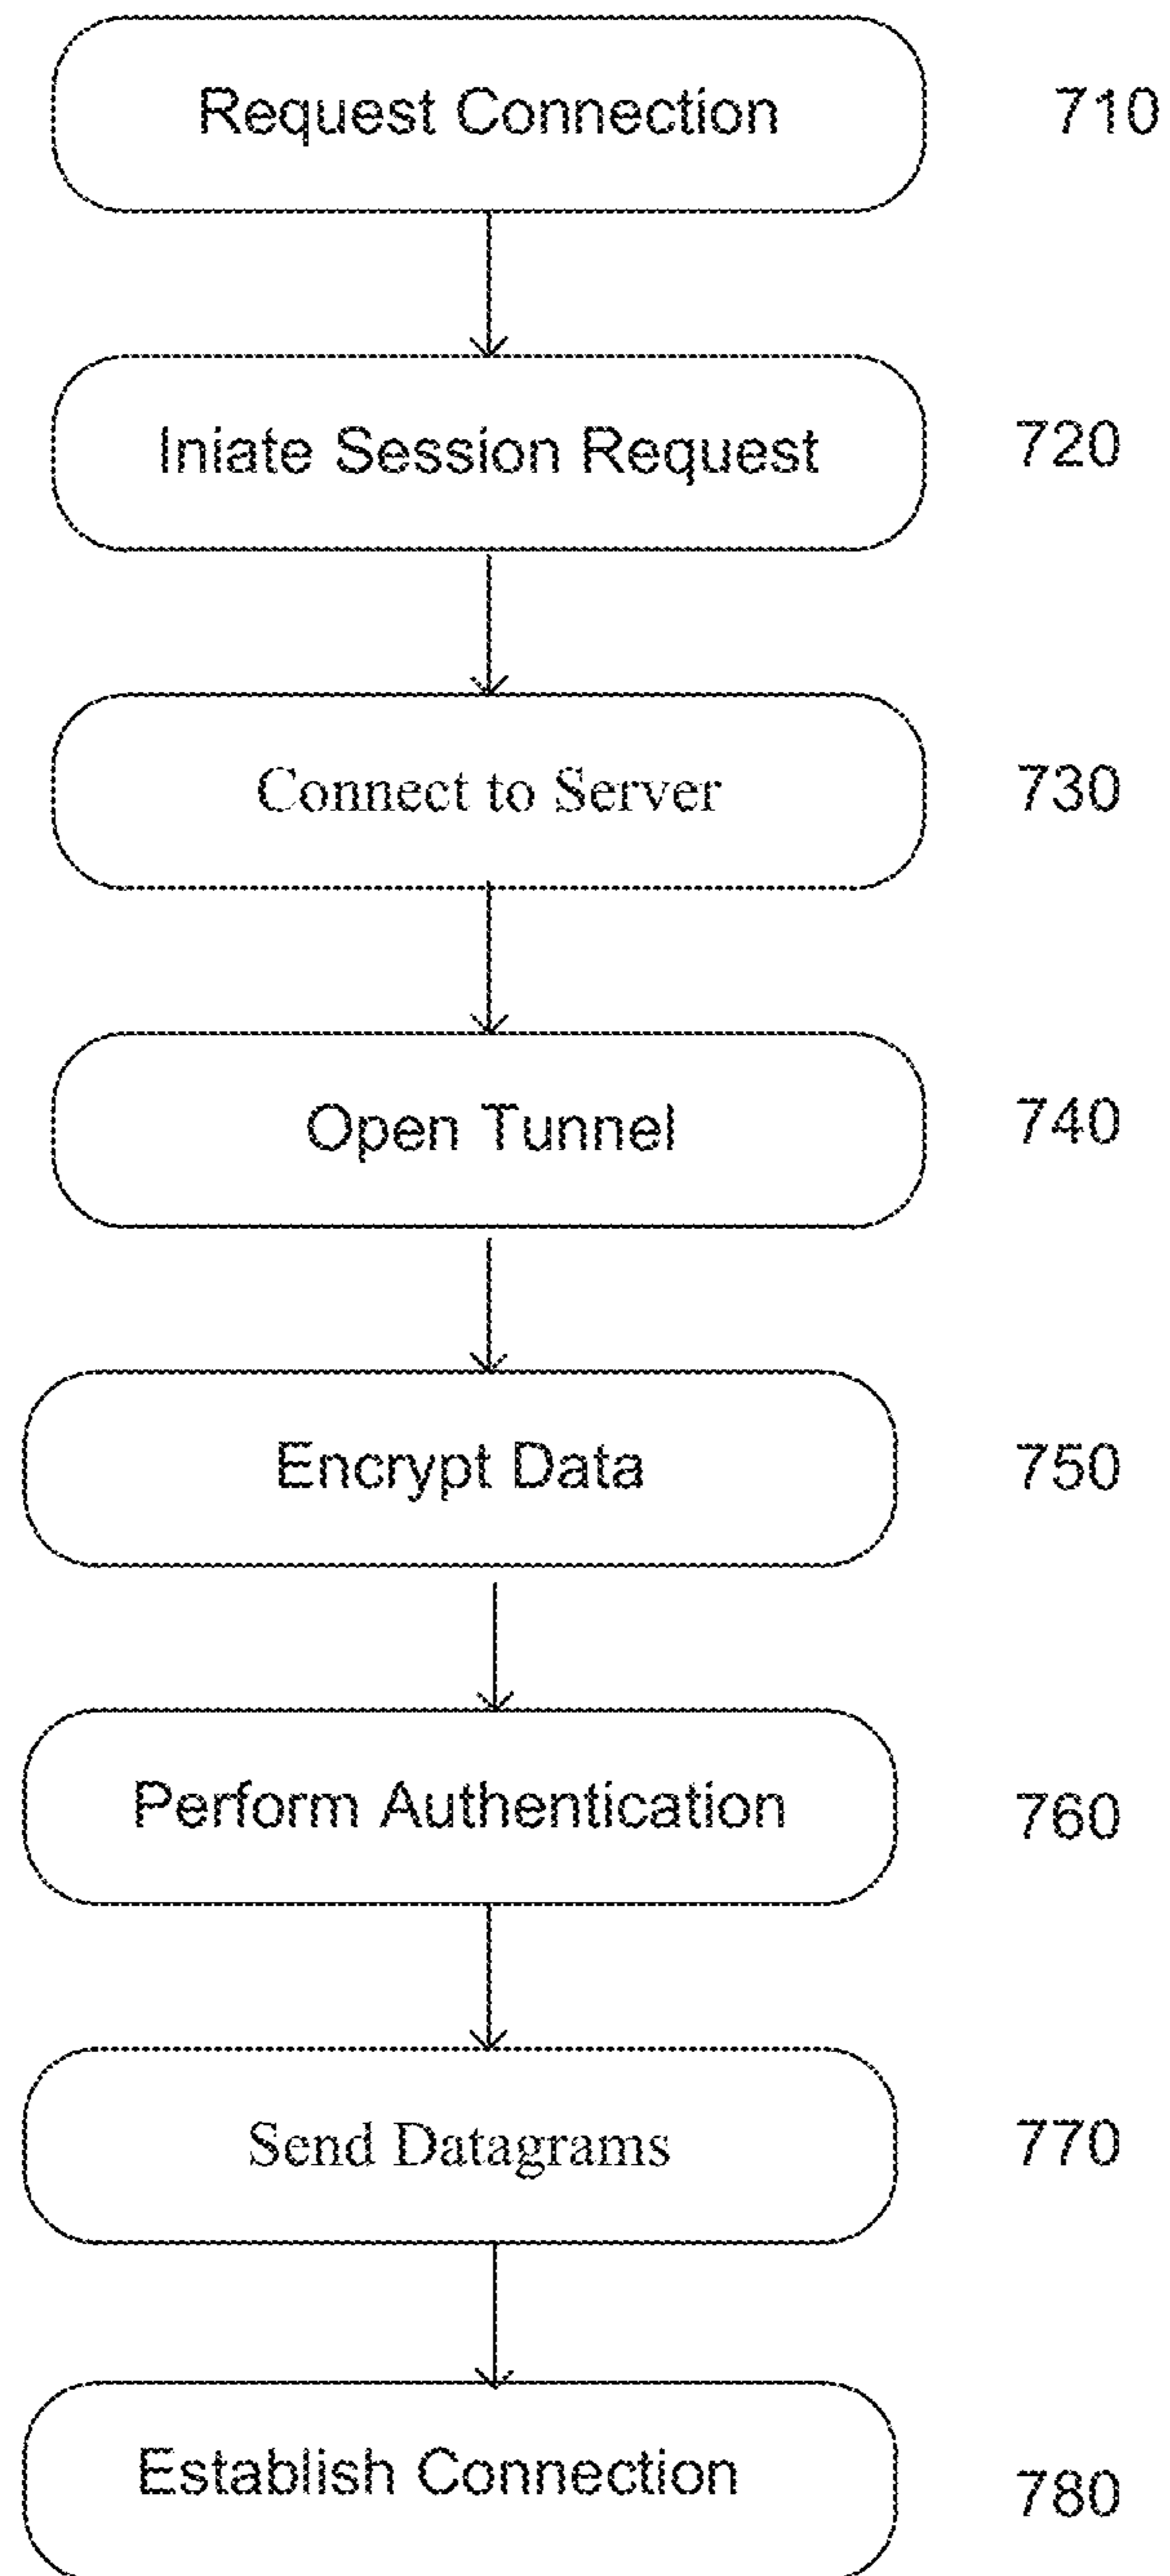 Request Connection 710
Iniate Session Request 720
Connect to Server 730
Open Tunnel 740
Encrypt Data 750
Perform Authentication 760
Send Datagrams 770
Establish Connection 780